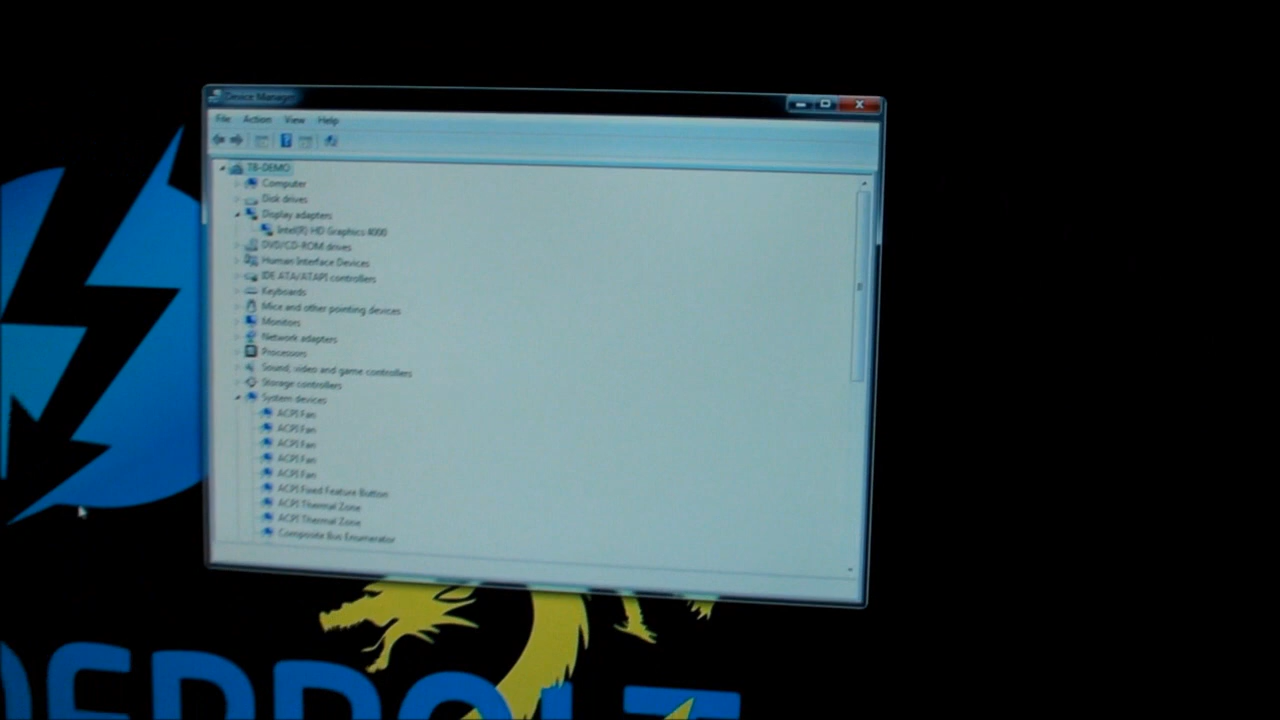 Device Manager
File Action View Help
TB-DEMO
Computer
Disk drives
Display adapters
Intel(R) HD Graphics 4000
DVD/CD-ROM drives
Human Interface Devices
IDE ATA/ATAPI controllers
Keyboards
Mice and other pointing devices
Monitors
Network adapters
Processors
Sound, video and game controllers
Storage controllers
System devices
ACPI Fan
ACPI Fan
ACPI Fan
ACPI Fan
ACPI Fan
ACPI Fixed Feature Button
ACPI Thermal Zone
ACPI Thermal Zone
Composite Bus Enumerator
DERBOLT